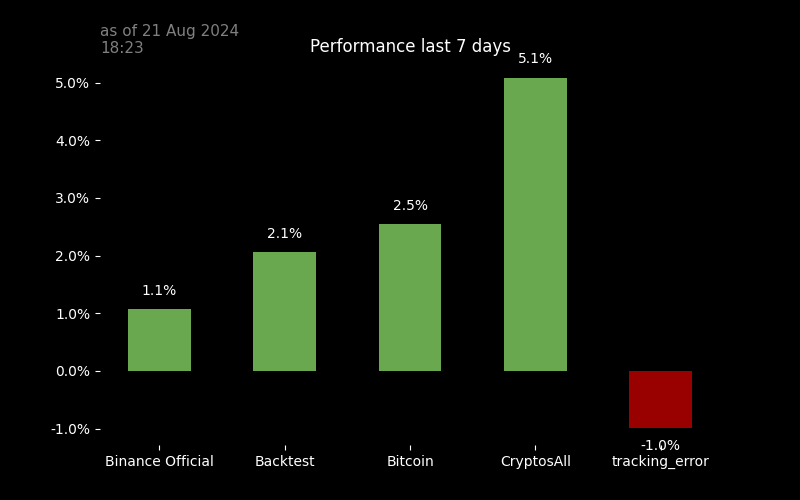 as of 21 Aug 2024
18:23
Performance last 7 days
5.1%
5.0%
4.0%
3.0%
2.5%
2.1%
2.0%
1.1%
1.0%
0.0%
-1.0%
-1.0%
Binance Official
Backtest
Bitcoin
CryptosAll
tracking_error